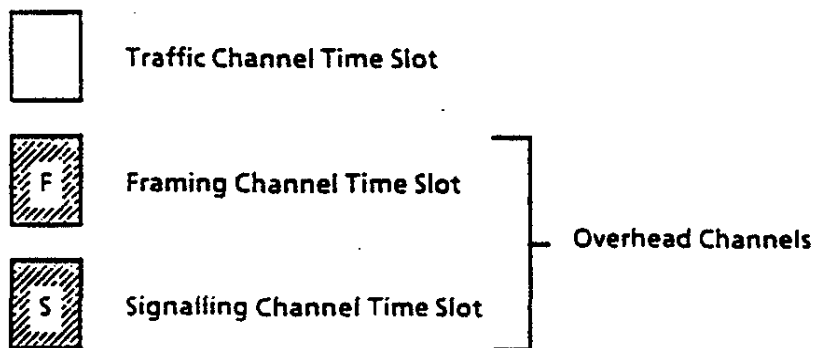 Traffic Channel Time Slot
F Framing Channel Time Slot
Overhead Channels
S Signalling Channel Time Slot